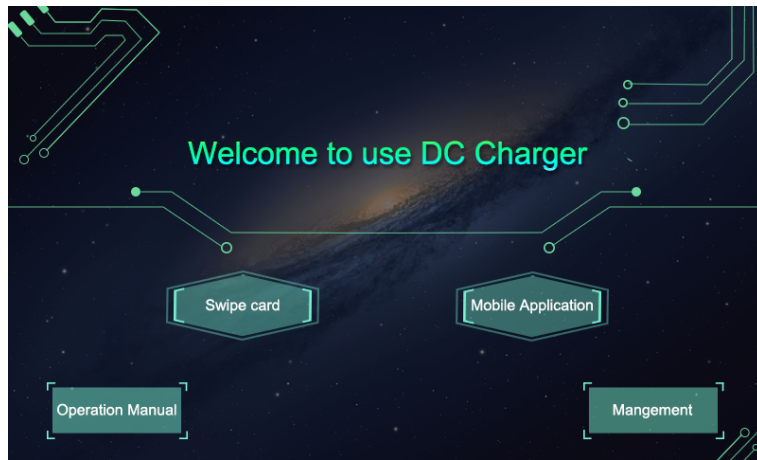 Welcome to use DC Charger
Swipe card
Mobile Application
Operation Manual
Mangement